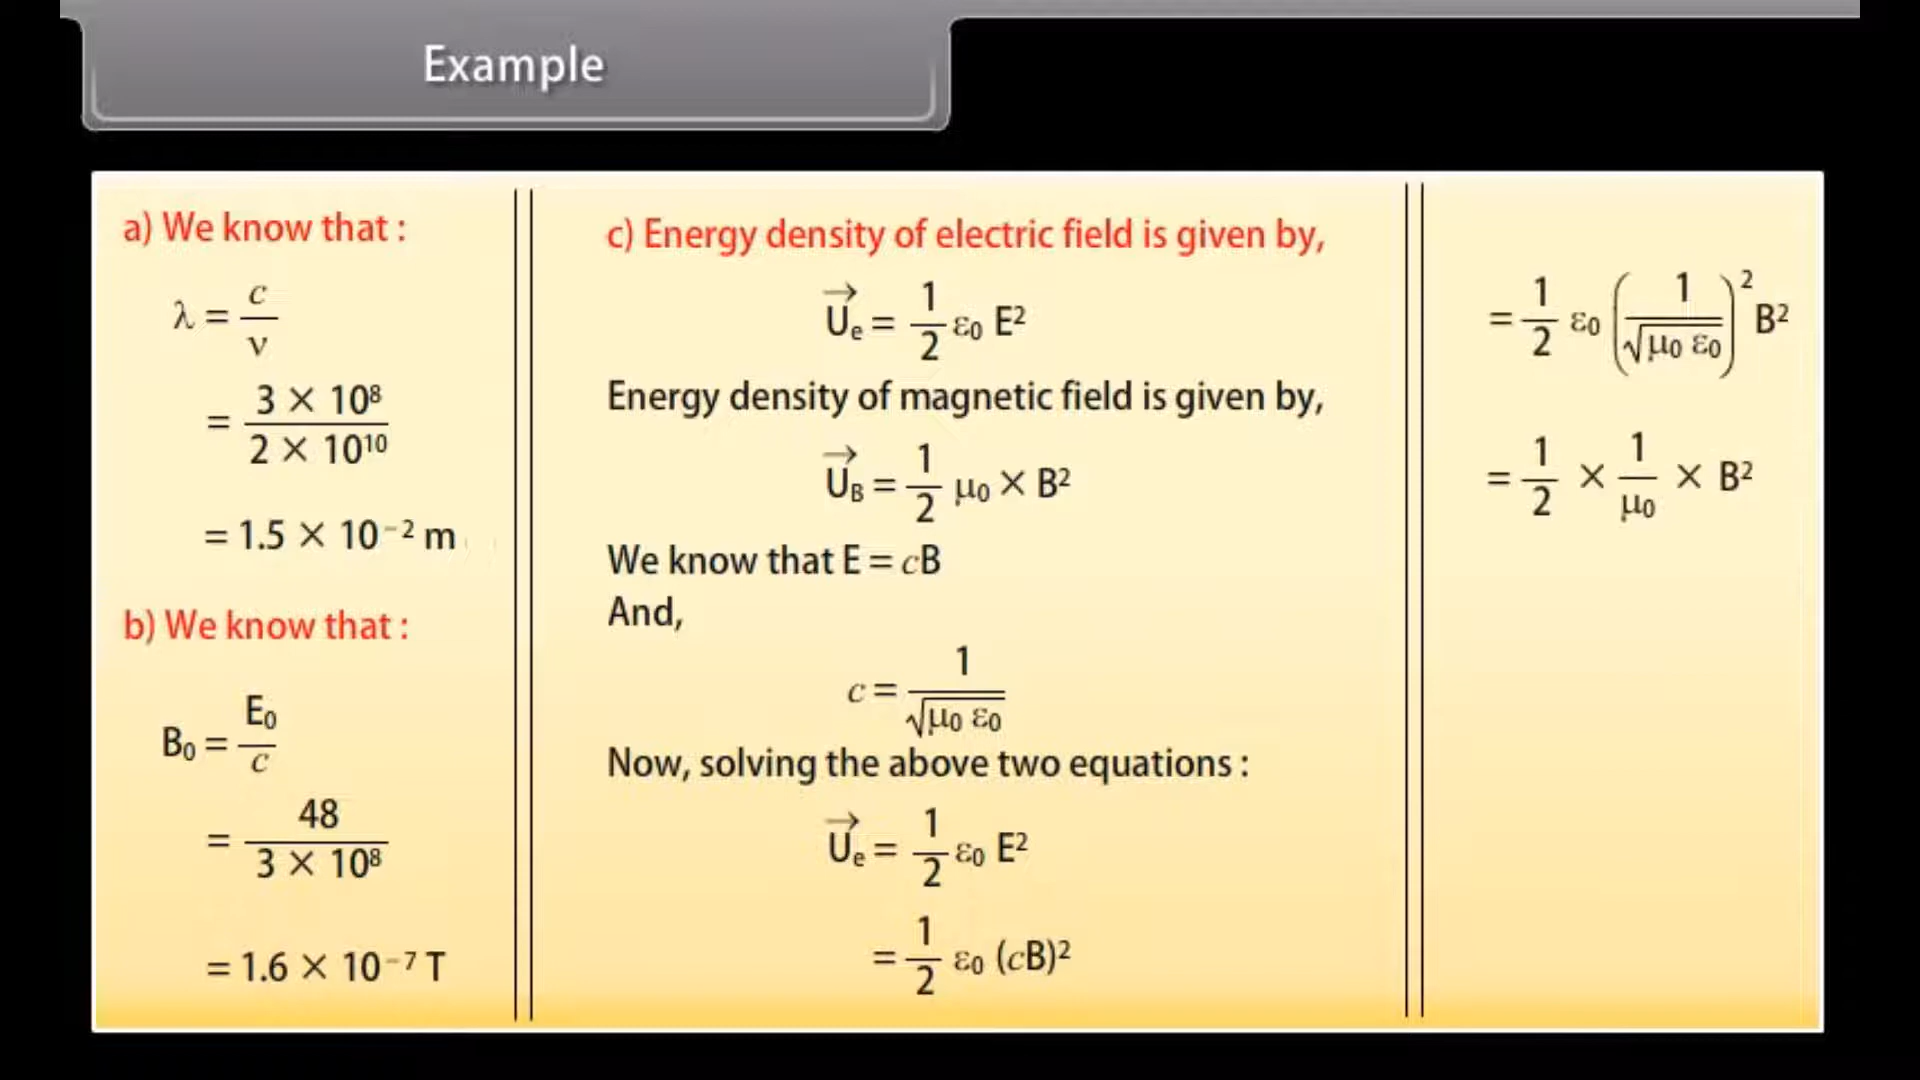 Example
a) We know that :
λ = c/ν
= 3 × 10⁸ / 2 × 10¹⁰
= 1.5 × 10⁻² m
b) We know that :
B₀ = E₀/c
= 48 / 3 × 10⁸
= 1.6 × 10⁻⁷ T
c) Energy density of electric field is given by,
U⃗e = 1/2 ε₀ E²
Energy density of magnetic field is given by,
U⃗B = 1/2 μ₀ × B²
We know that E = cB
And,
c = 1/√(μ₀ ε₀)
Now, solving the above two equations :
U⃗e = 1/2 ε₀ E²
= 1/2 ε₀ (cB)²
= 1/2 ε₀ (1/√(μ₀ ε₀))² B²
= 1/2 × 1/μ₀ × B²